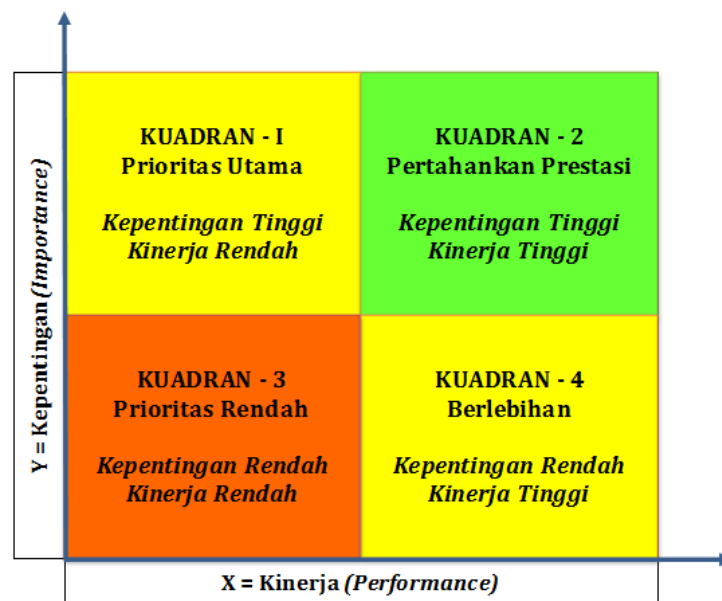 KUADRAN - I
Prioritas Utama
Kepentingan Tinggi
Kinerja Rendah
KUADRAN - 2
Pertahankan Prestasi
Kepentingan Tinggi
Kinerja Tinggi
Y = Kepentingan (Importance)
KUADRAN - 3
Prioritas Rendah
Kepentingan Rendah
Kinerja Rendah
KUADRAN - 4
Berlebihan
Kepentingan Rendah
Kinerja Tinggi
X = Kinerja (Performance)